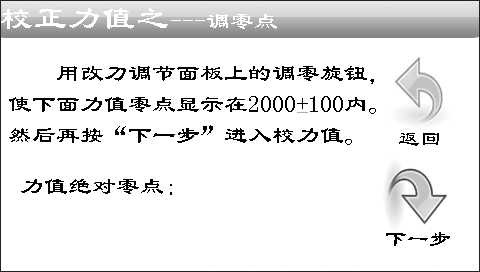 校正力值之---调零点
用改刀调节面板上的调零旋钮，
使下面力值零点显示在2000±100内。
然后再按“下一步”进入校力值。
返回
力值绝对零点：
下一步